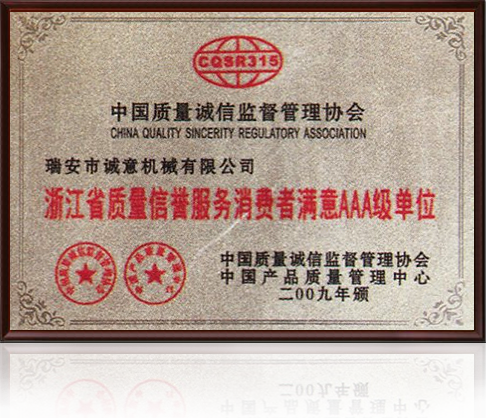 CQSR315
中国质量诚信监督管理协会
CHINA QUALITY SINCERITY REGULATORY ASSOCIATION
瑞安市诚意机械有限公司
浙江省质量信誉服务消费者满意AAA级单位
中国质量诚信监督管理协会
中国产品质量管理中心
二00九年颁